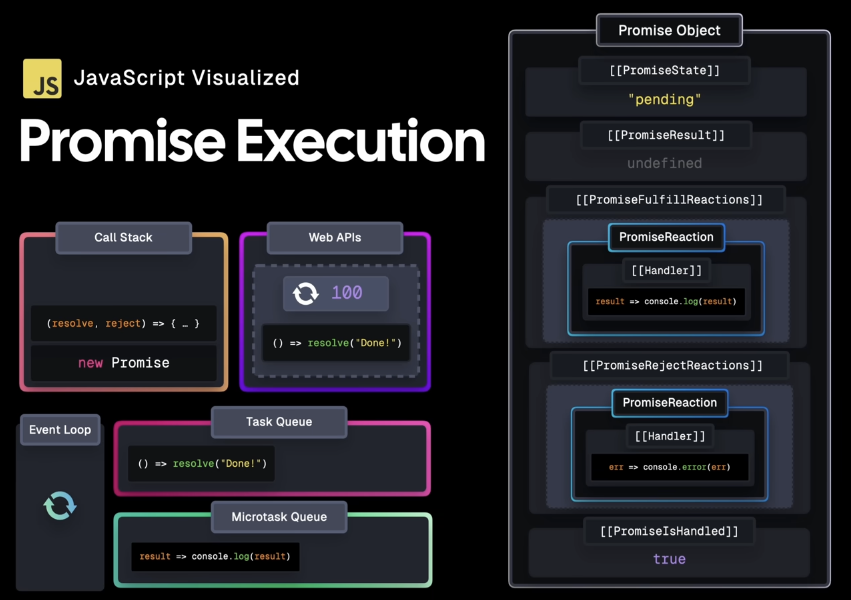 JS
JavaScript Visualized
Promise Execution
Call Stack
(resolve, reject) => { … }
new Promise
Web APIs
100
() => resolve("Done!")
Event Loop
Task Queue
() => resolve("Done!")
Microtask Queue
result => console.log(result)
Promise Object
[[PromiseState]]
"pending"
[[PromiseResult]]
undefined
[[PromiseFulfillReactions]]
PromiseReaction
[[Handler]]
result => console.log(result)
[[PromiseRejectReactions]]
PromiseReaction
[[Handler]]
err => console.error(err)
[[PromiseIsHandled]]
true